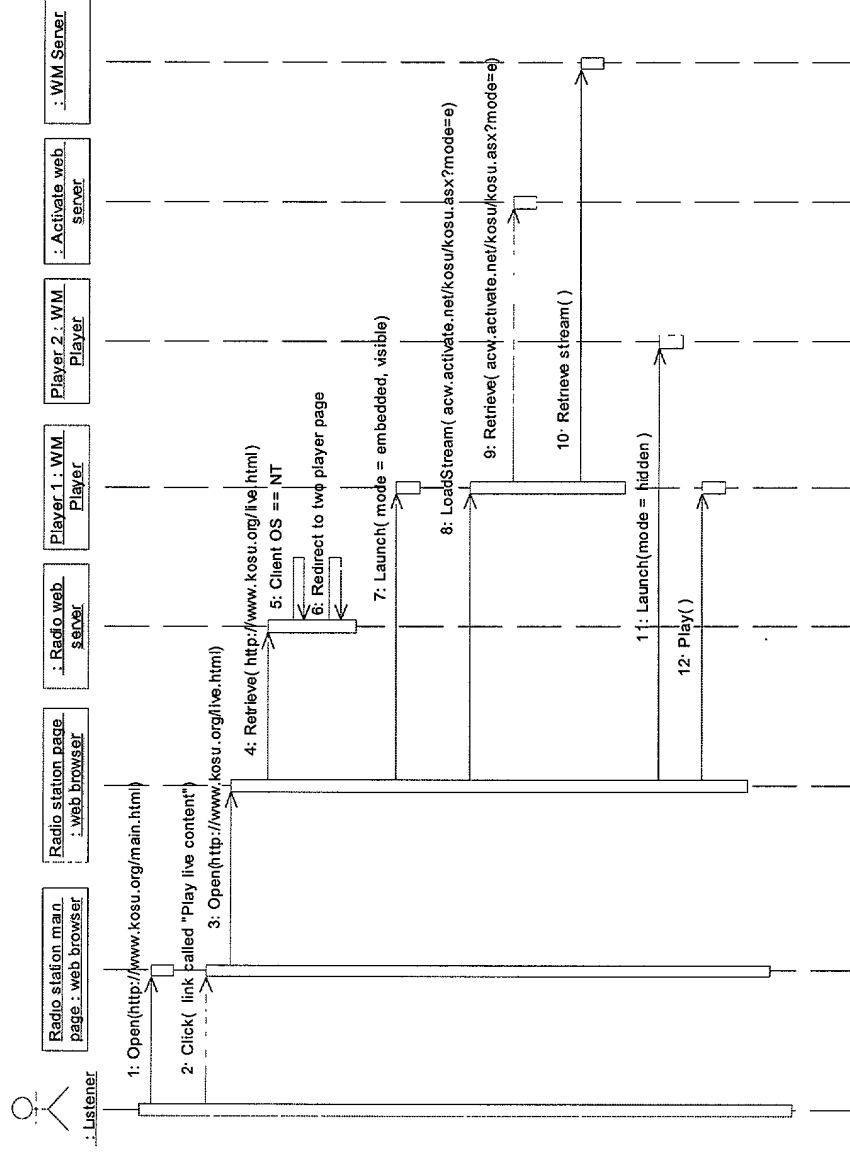 : Listener
Radio station main
page : web browser
Radio station page
: web browser
: Radio web
server
Player 1 : WM
Player
Player 2 : WM
Player
: Activate web
server
: WM Server
1: Open(http://www.kosu.org/main.html)
2: Click( link called "Play live content")
3: Open(http://www.kosu.org/live.html)
4: Retrieve( http://www.kosu.org/live.html)
5: Client OS == NT
6: Redirect to two player page
7: Launch( mode = embedded, visible)
8: LoadStream( acw.activate.net/kosu/kosu.asx?mode=e)
9: Retrieve( acw.activate.net/kosu/kosu.asx?mode=e)
10: Retrieve stream( )
11: Launch(mode = hidden )
12: Play( )